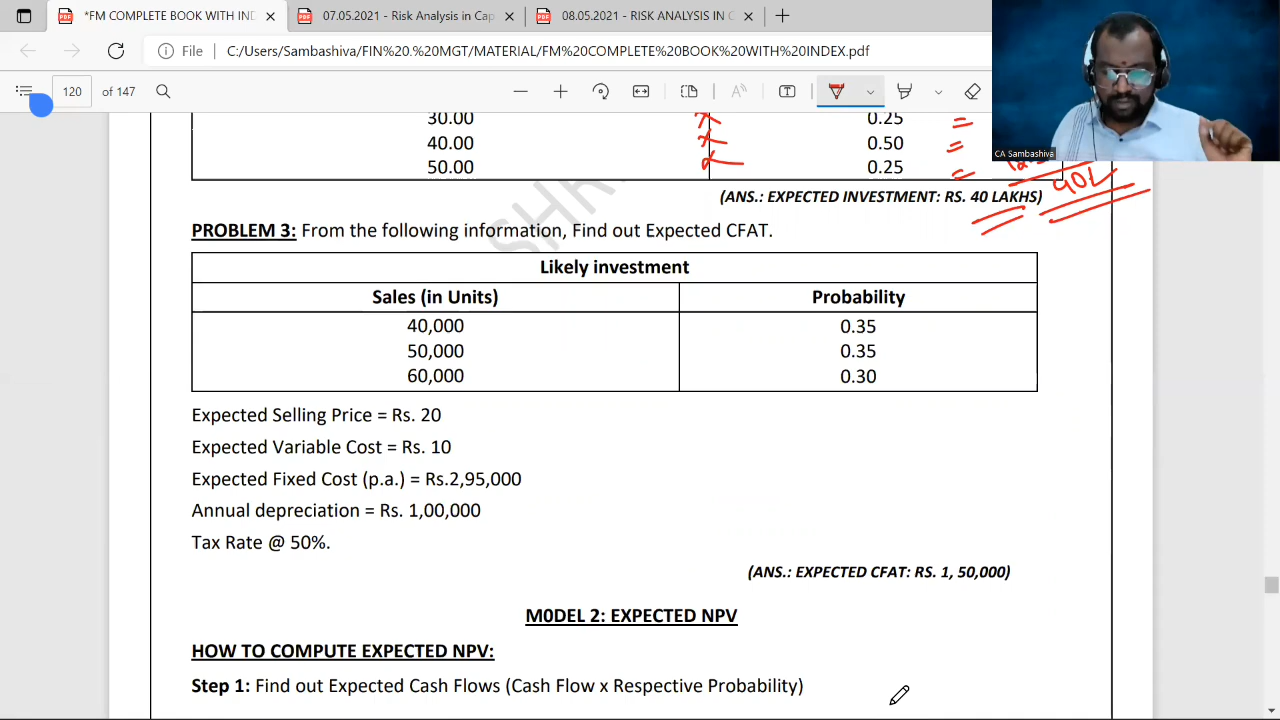 *FM COMPLETE BOOK WITH IND
07.05.2021 - Risk Analysis in Cap
08.05.2021 - RISK ANALYSIS IN C
File C:/Users/Sambashiva/FIN%20.%20MGT/MATERIAL/FM%20COMPLETE%20BOOK%20WITH%20INDEX.pdf
120 of 147
CA Sambashiva
30.00 0.25 =
40.00 0.50 =
50.00 0.25 =
40L
(ANS.: EXPECTED INVESTMENT: RS. 40 LAKHS)
PROBLEM 3: From the following information, Find out Expected CFAT.
Likely investment
Sales (in Units) Probability
40,000 0.35
50,000 0.35
60,000 0.30
Expected Selling Price = Rs. 20
Expected Variable Cost = Rs. 10
Expected Fixed Cost (p.a.) = Rs.2,95,000
Annual depreciation = Rs. 1,00,000
Tax Rate @ 50%.
(ANS.: EXPECTED CFAT: RS. 1, 50,000)
M0DEL 2: EXPECTED NPV
HOW TO COMPUTE EXPECTED NPV:
Step 1: Find out Expected Cash Flows (Cash Flow x Respective Probability)